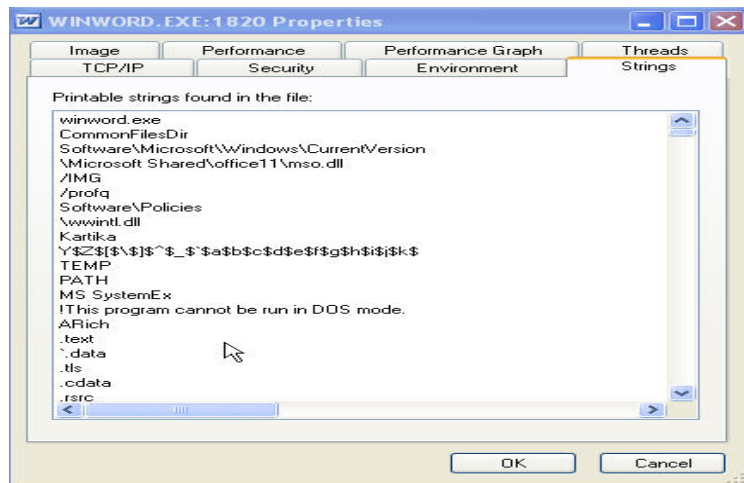 WINWORD.EXE:1820 Properties
Image Performance Performance Graph Threads
TCP/IP Security Environment Strings
Printable strings found in the file:
winword.exe
CommonFilesDir
Software\Microsoft\Windows\CurrentVersion
\Microsoft Shared\office11\mso.dll
/IMG
/profq
Software\Policies
\wwintl.dll
Kartika
Y$Z$[$\$]$^$_$`$a$b$c$d$e$f$g$h$i$j$k$
TEMP
PATH
MS SystemEx
!This program cannot be run in DOS mode.
ARich
.text
`.data
.tls
.cdata
.rsrc
OK Cancel